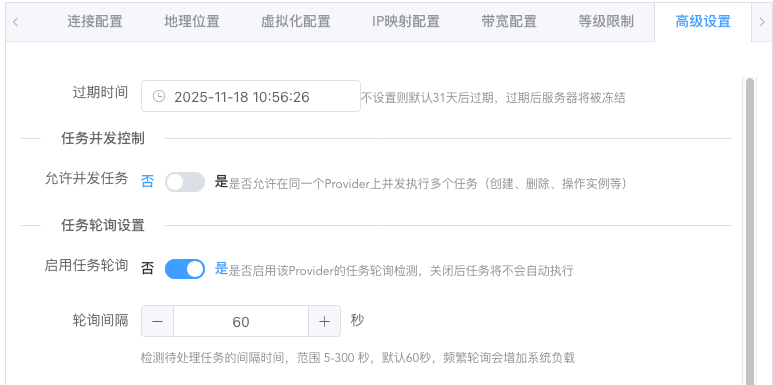 连接配置 地理位置 虚拟化配置 IP映射配置 带宽配置 等级限制 高级设置
过期时间 2025-11-18 10:56:26 不设置则默认31天后过期，过期后服务器将被冻结
任务并发控制
允许并发任务 否 是 是否允许在同一个Provider上并发执行多个任务（创建、删除、操作实例等）
任务轮询设置
启用任务轮询 否 是 是否启用该Provider的任务轮询检测，关闭后任务将不会自动执行
轮询间隔 － 60 ＋ 秒
检测待处理任务的间隔时间，范围 5-300 秒，默认60秒，频繁轮询会增加系统负载